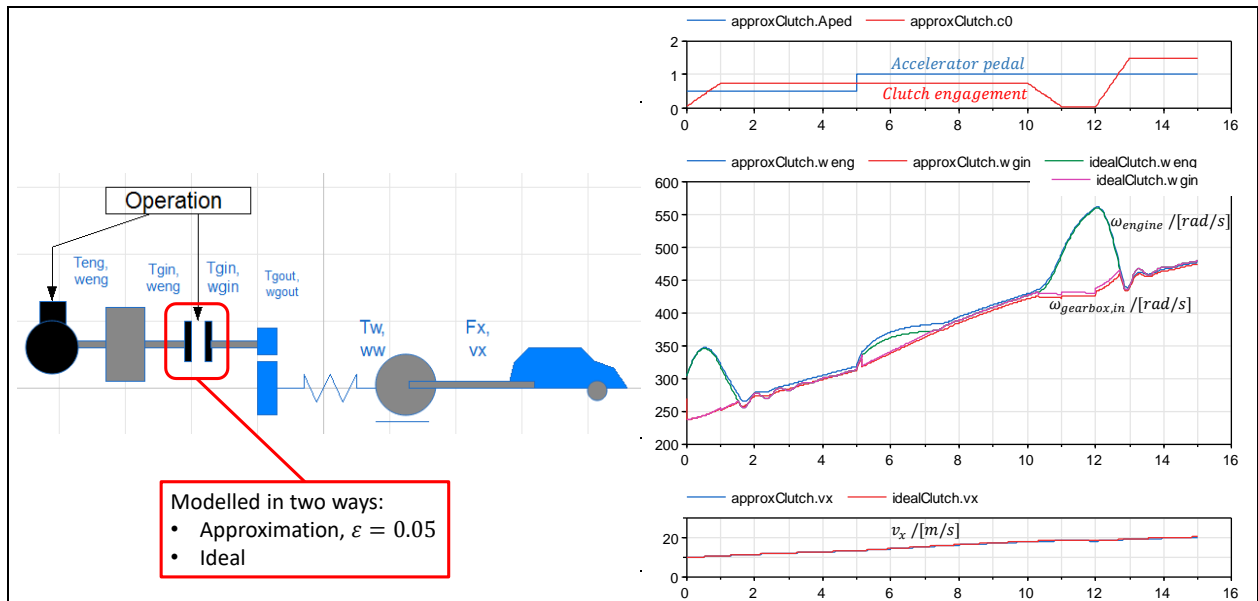 Operation
Teng,
weng
Tgin,
weng
Tgin,
wgin
Tgout,
wgout
Tw,
ww
Fx,
vx
Modelled in two ways:
• Approximation, ε = 0.05
• Ideal
approxClutch.Aped approxClutch.c0
2
1
0
Accelerator pedal
Clutch engagement
0 2 4 6 8 10 12 14 16
approxClutch.w eng approxClutch.w gin idealClutch.w eng
idealClutch.w gin
600
550
500
450
400
350
300
250
200
ω_engine /[rad/s]
ω_gearbox,in /[rad/s]
0 2 4 6 8 10 12 14 16
approxClutch.vx idealClutch.vx
20
0
v_x /[m/s]
0 2 4 6 8 10 12 14 16